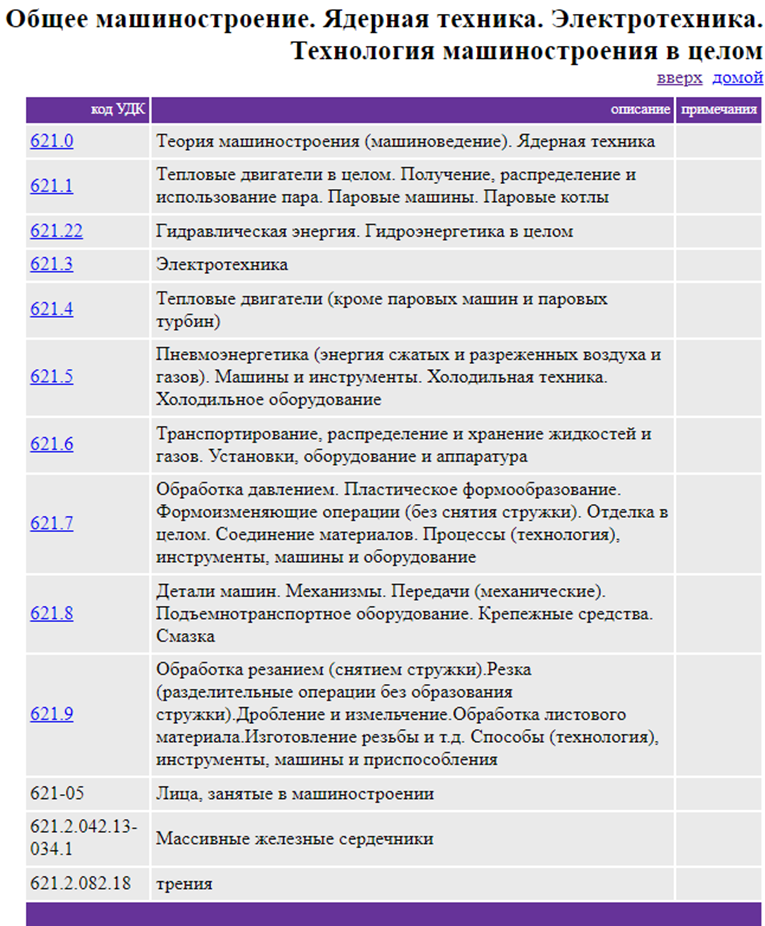 Общее машиностроение. Ядерная техника. Электротехника.
Технология машиностроения в целом
вверх домой
код УДК описание примечания
621.0 Теория машиностроения (машиноведение). Ядерная техника
621.1 Тепловые двигатели в целом. Получение, распределение и
использование пара. Паровые машины. Паровые котлы
621.22 Гидравлическая энергия. Гидроэнергетика в целом
621.3 Электротехника
621.4 Тепловые двигатели (кроме паровых машин и паровых
турбин)
621.5 Пневмоэнергетика (энергия сжатых и разреженных воздуха и
газов). Машины и инструменты. Холодильная техника.
Холодильное оборудование
621.6 Транспортирование, распределение и хранение жидкостей и
газов. Установки, оборудование и аппаратура
621.7 Обработка давлением. Пластическое формообразование.
Формоизменяющие операции (без снятия стружки). Отделка в
целом. Соединение материалов. Процессы (технология),
инструменты, машины и оборудование
621.8 Детали машин. Механизмы. Передачи (механические).
Подъемнотранспортное оборудование. Крепежные средства.
Смазка
621.9 Обработка резанием (снятием стружки).Резка
(разделительные операции без образования
стружки).Дробление и измельчение.Обработка листового
материала.Изготовление резьбы и т.д. Способы (технология),
инструменты, машины и приспособления
621-05 Лица, занятые в машиностроении
621.2.042.13-
034.1 Массивные железные сердечники
621.2.082.18 трения